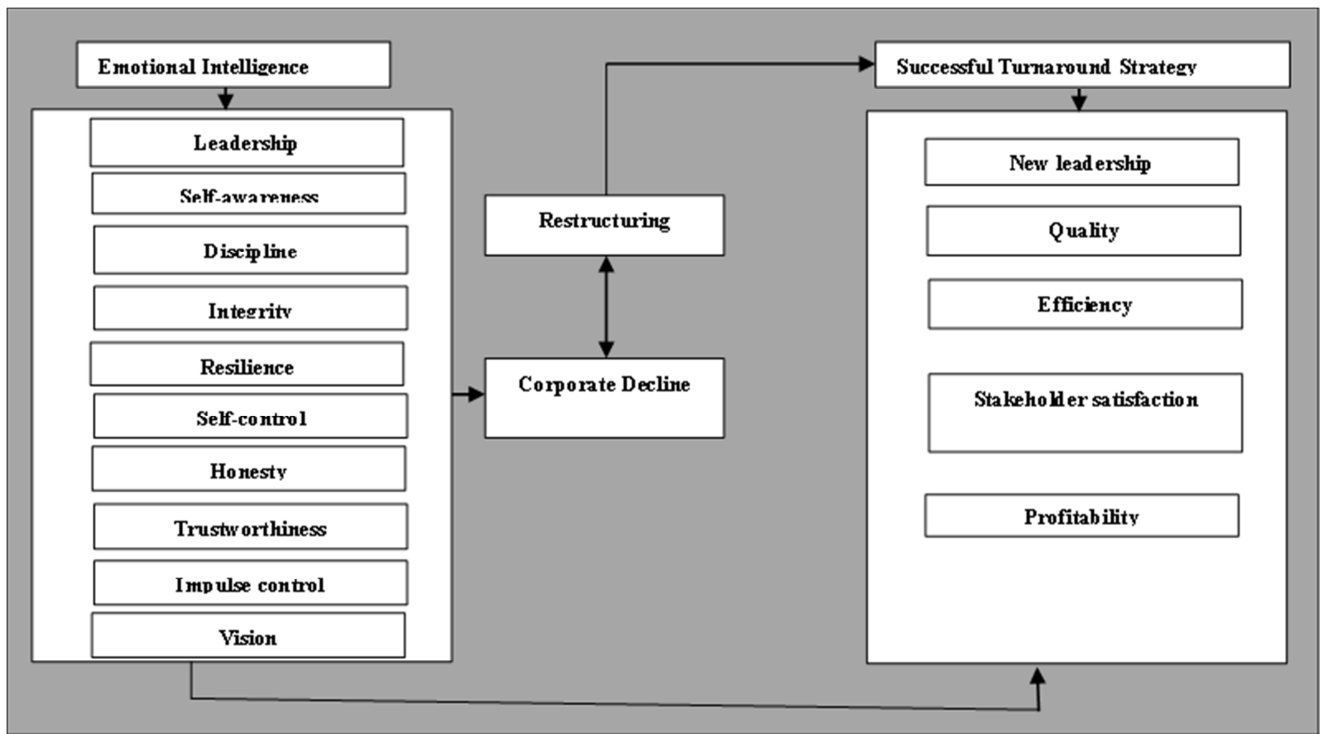 Emotional Intelligence
Leadership
Self-awareness
Discipline
Integrity
Resilience
Self-control
Honesty
Trustworthiness
Impulse control
Vision
Restructuring
Corporate Decline
Successful Turnaround Strategy
New leadership
Quality
Efficiency
Stakeholder satisfaction
Profitability